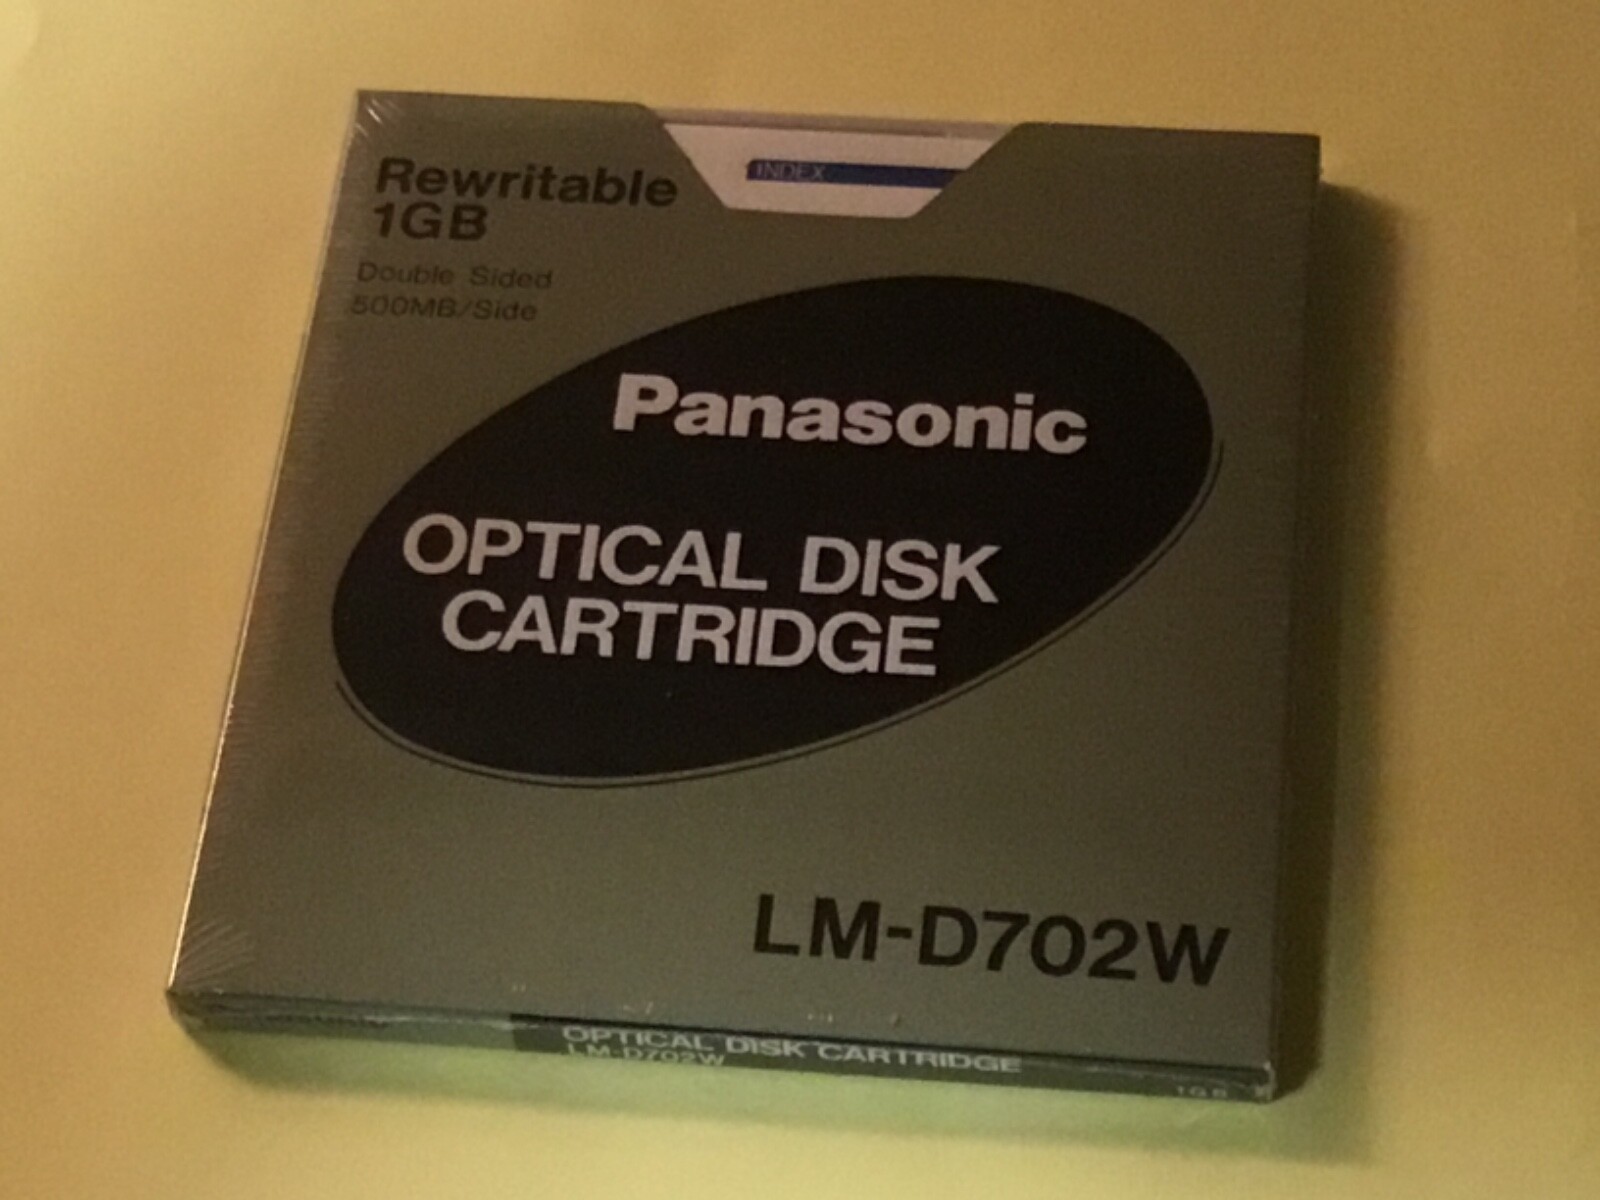 INDEX
Rewritable
1GB
Double Sided
500MB/Side
Panasonic
OPTICAL DISK
CARTRIDGE
LM-D702W
OPTICAL DISK CARTRIDGE
LM-D702W
1GB